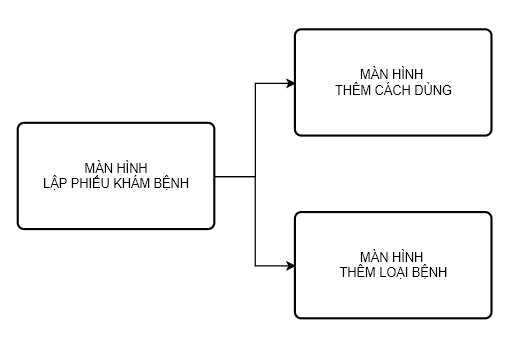 MÀN HÌNH
THÊM CÁCH DÙNG
MÀN HÌNH
LẬP PHIẾU KHÁM BỆNH
MÀN HÌNH
THÊM LOẠI BỆNH